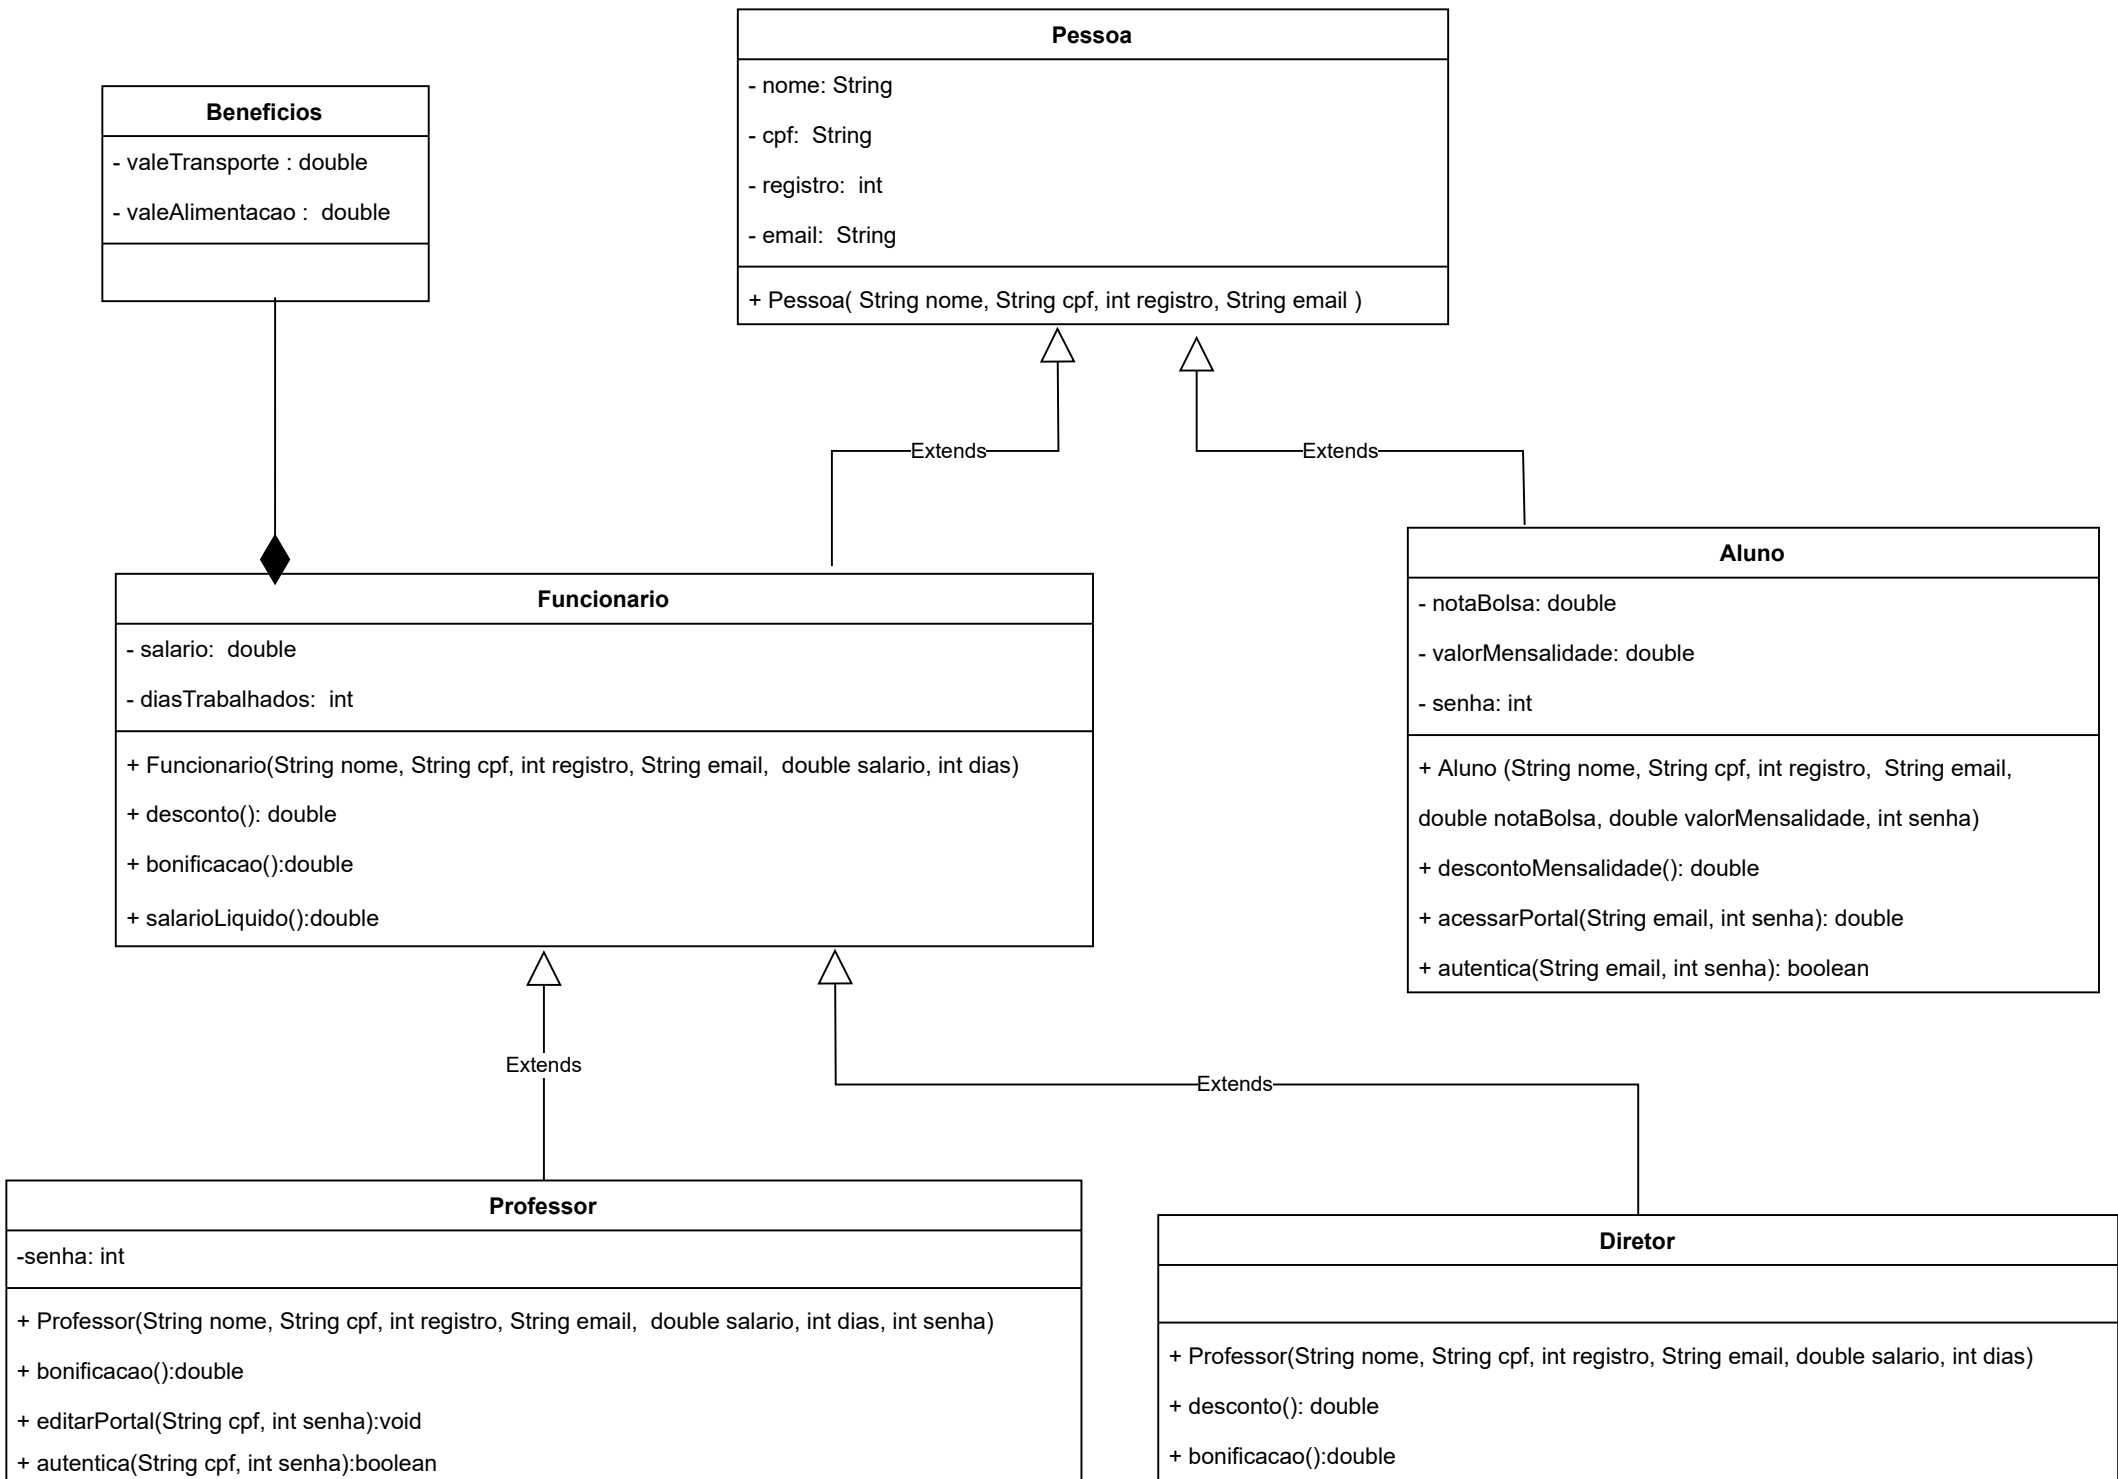 Pessoa
- nome: String
- cpf:  String
- registro:  int
- email:  String
+ Pessoa( String nome, String cpf, int registro, String email )
Beneficios
- valeTransporte : double
- valeAlimentacao :  double
Extends
Extends
Funcionario
- salario:  double
- diasTrabalhados:  int
+ Funcionario(String nome, String cpf, int registro, String email,  double salario, int dias)
+ desconto(): double
+ bonificacao():double
+ salarioLiquido():double
Aluno
- notaBolsa: double
- valorMensalidade: double
- senha: int
+ Aluno (String nome, String cpf, int registro,  String email,
double notaBolsa, double valorMensalidade, int senha)
+ descontoMensalidade(): double
+ acessarPortal(String email, int senha): double
+ autentica(String email, int senha): boolean
Extends
Extends
Professor
-senha: int
+ Professor(String nome, String cpf, int registro, String email,  double salario, int dias, int senha)
+ bonificacao():double
+ editarPortal(String cpf, int senha):void
+ autentica(String cpf, int senha):boolean
Diretor
+ Professor(String nome, String cpf, int registro, String email, double salario, int dias)
+ desconto(): double
+ bonificacao():double